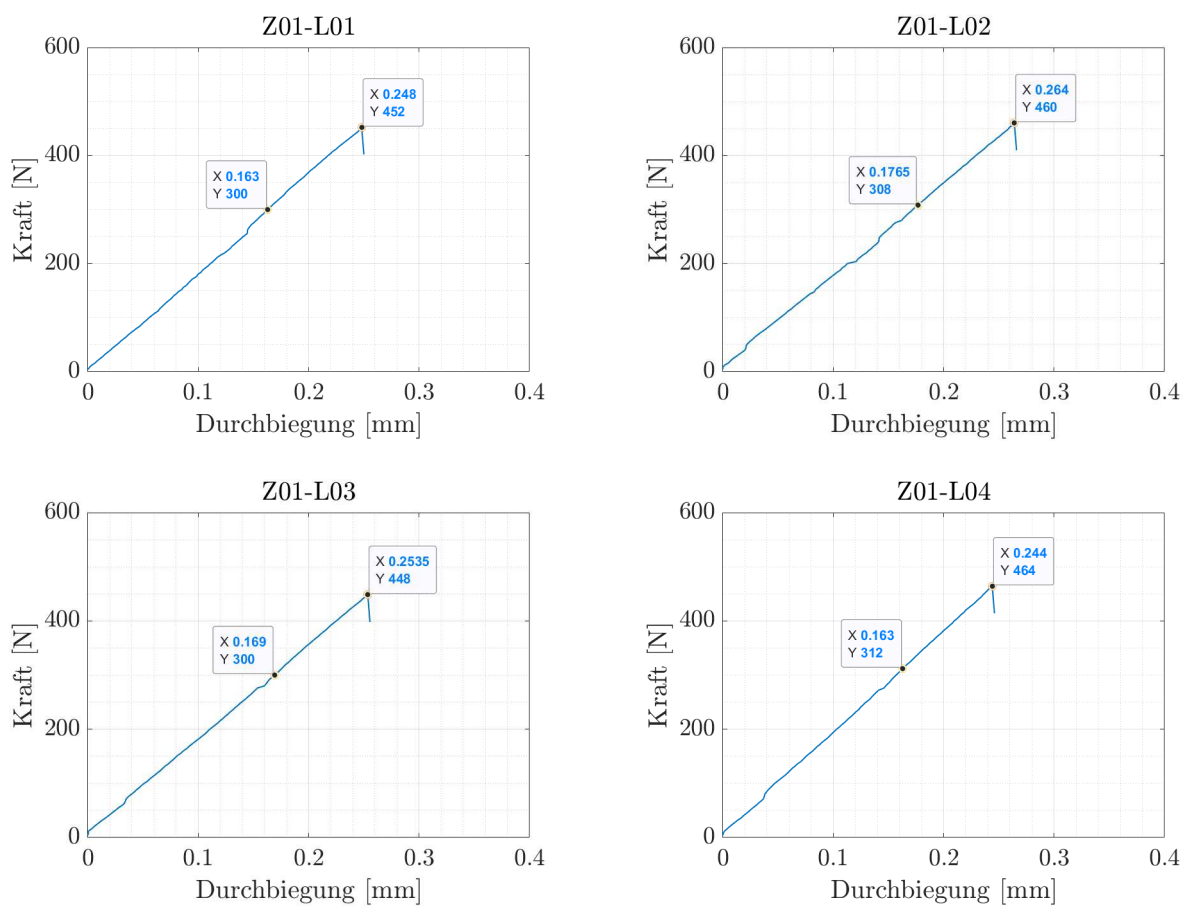 Z01-L01
600
400
200
0
Kraft [N]
X 0.248
Y 452
X 0.163
Y 300
0 0.1 0.2 0.3 0.4
Durchbiegung [mm]
Z01-L02
600
400
200
0
Kraft [N]
X 0.264
Y 460
X 0.1765
Y 308
0 0.1 0.2 0.3 0.4
Durchbiegung [mm]
Z01-L03
600
400
200
0
Kraft [N]
X 0.2535
Y 448
X 0.169
Y 300
0 0.1 0.2 0.3 0.4
Durchbiegung [mm]
Z01-L04
600
400
200
0
Kraft [N]
X 0.244
Y 464
X 0.163
Y 312
0 0.1 0.2 0.3 0.4
Durchbiegung [mm]